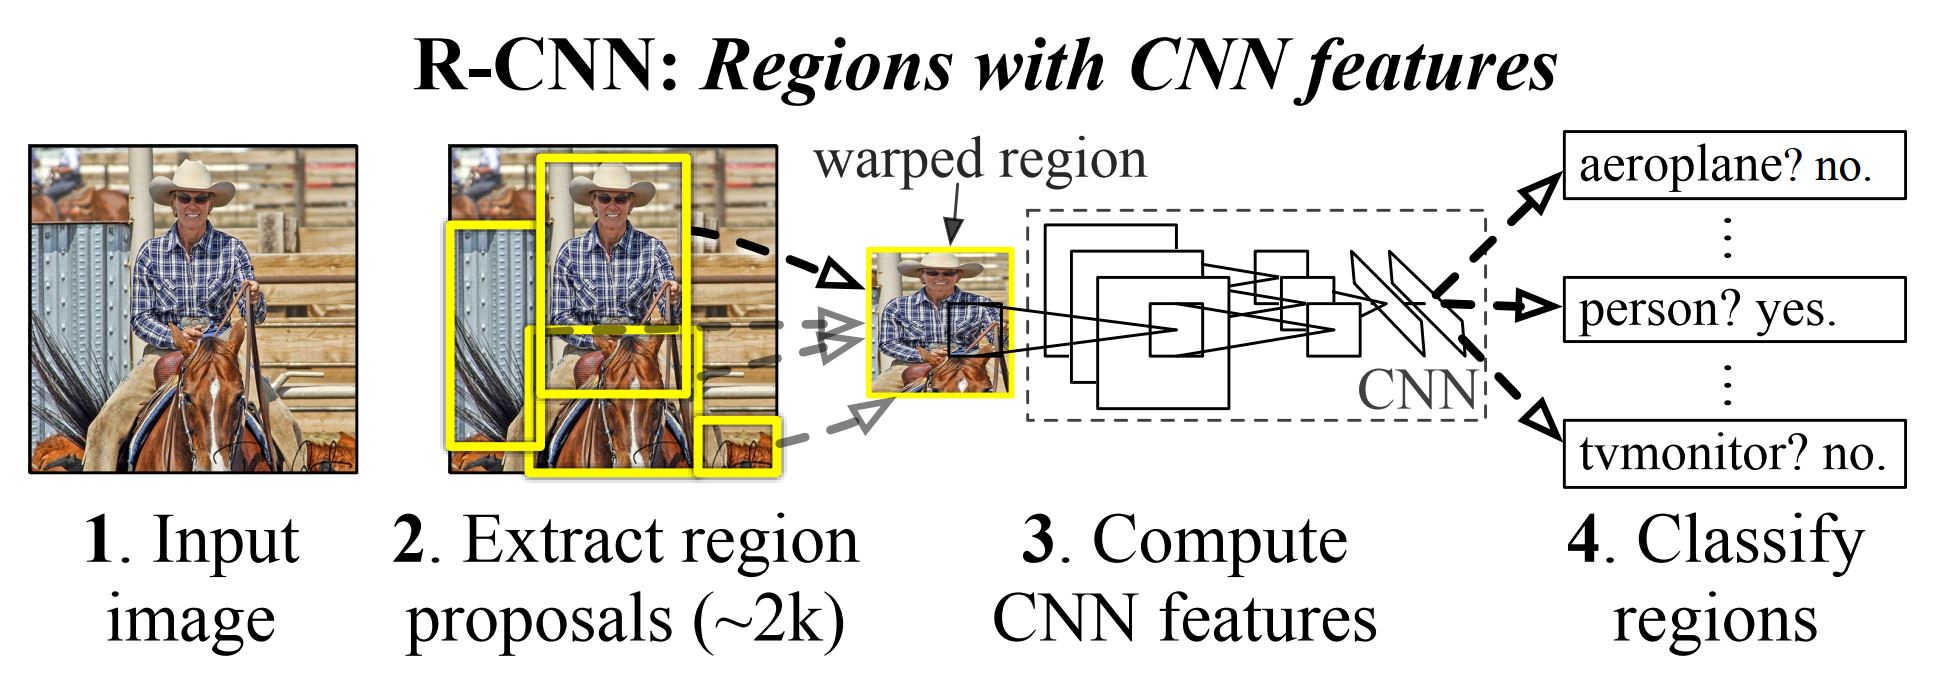 R-CNN: Regions with CNN features
warped region
aeroplane? no.
person? yes.
CNN
tvmonitor? no.
1. Input
image
2. Extract region
proposals (~2k)
3. Compute
CNN features
4. Classify
regions